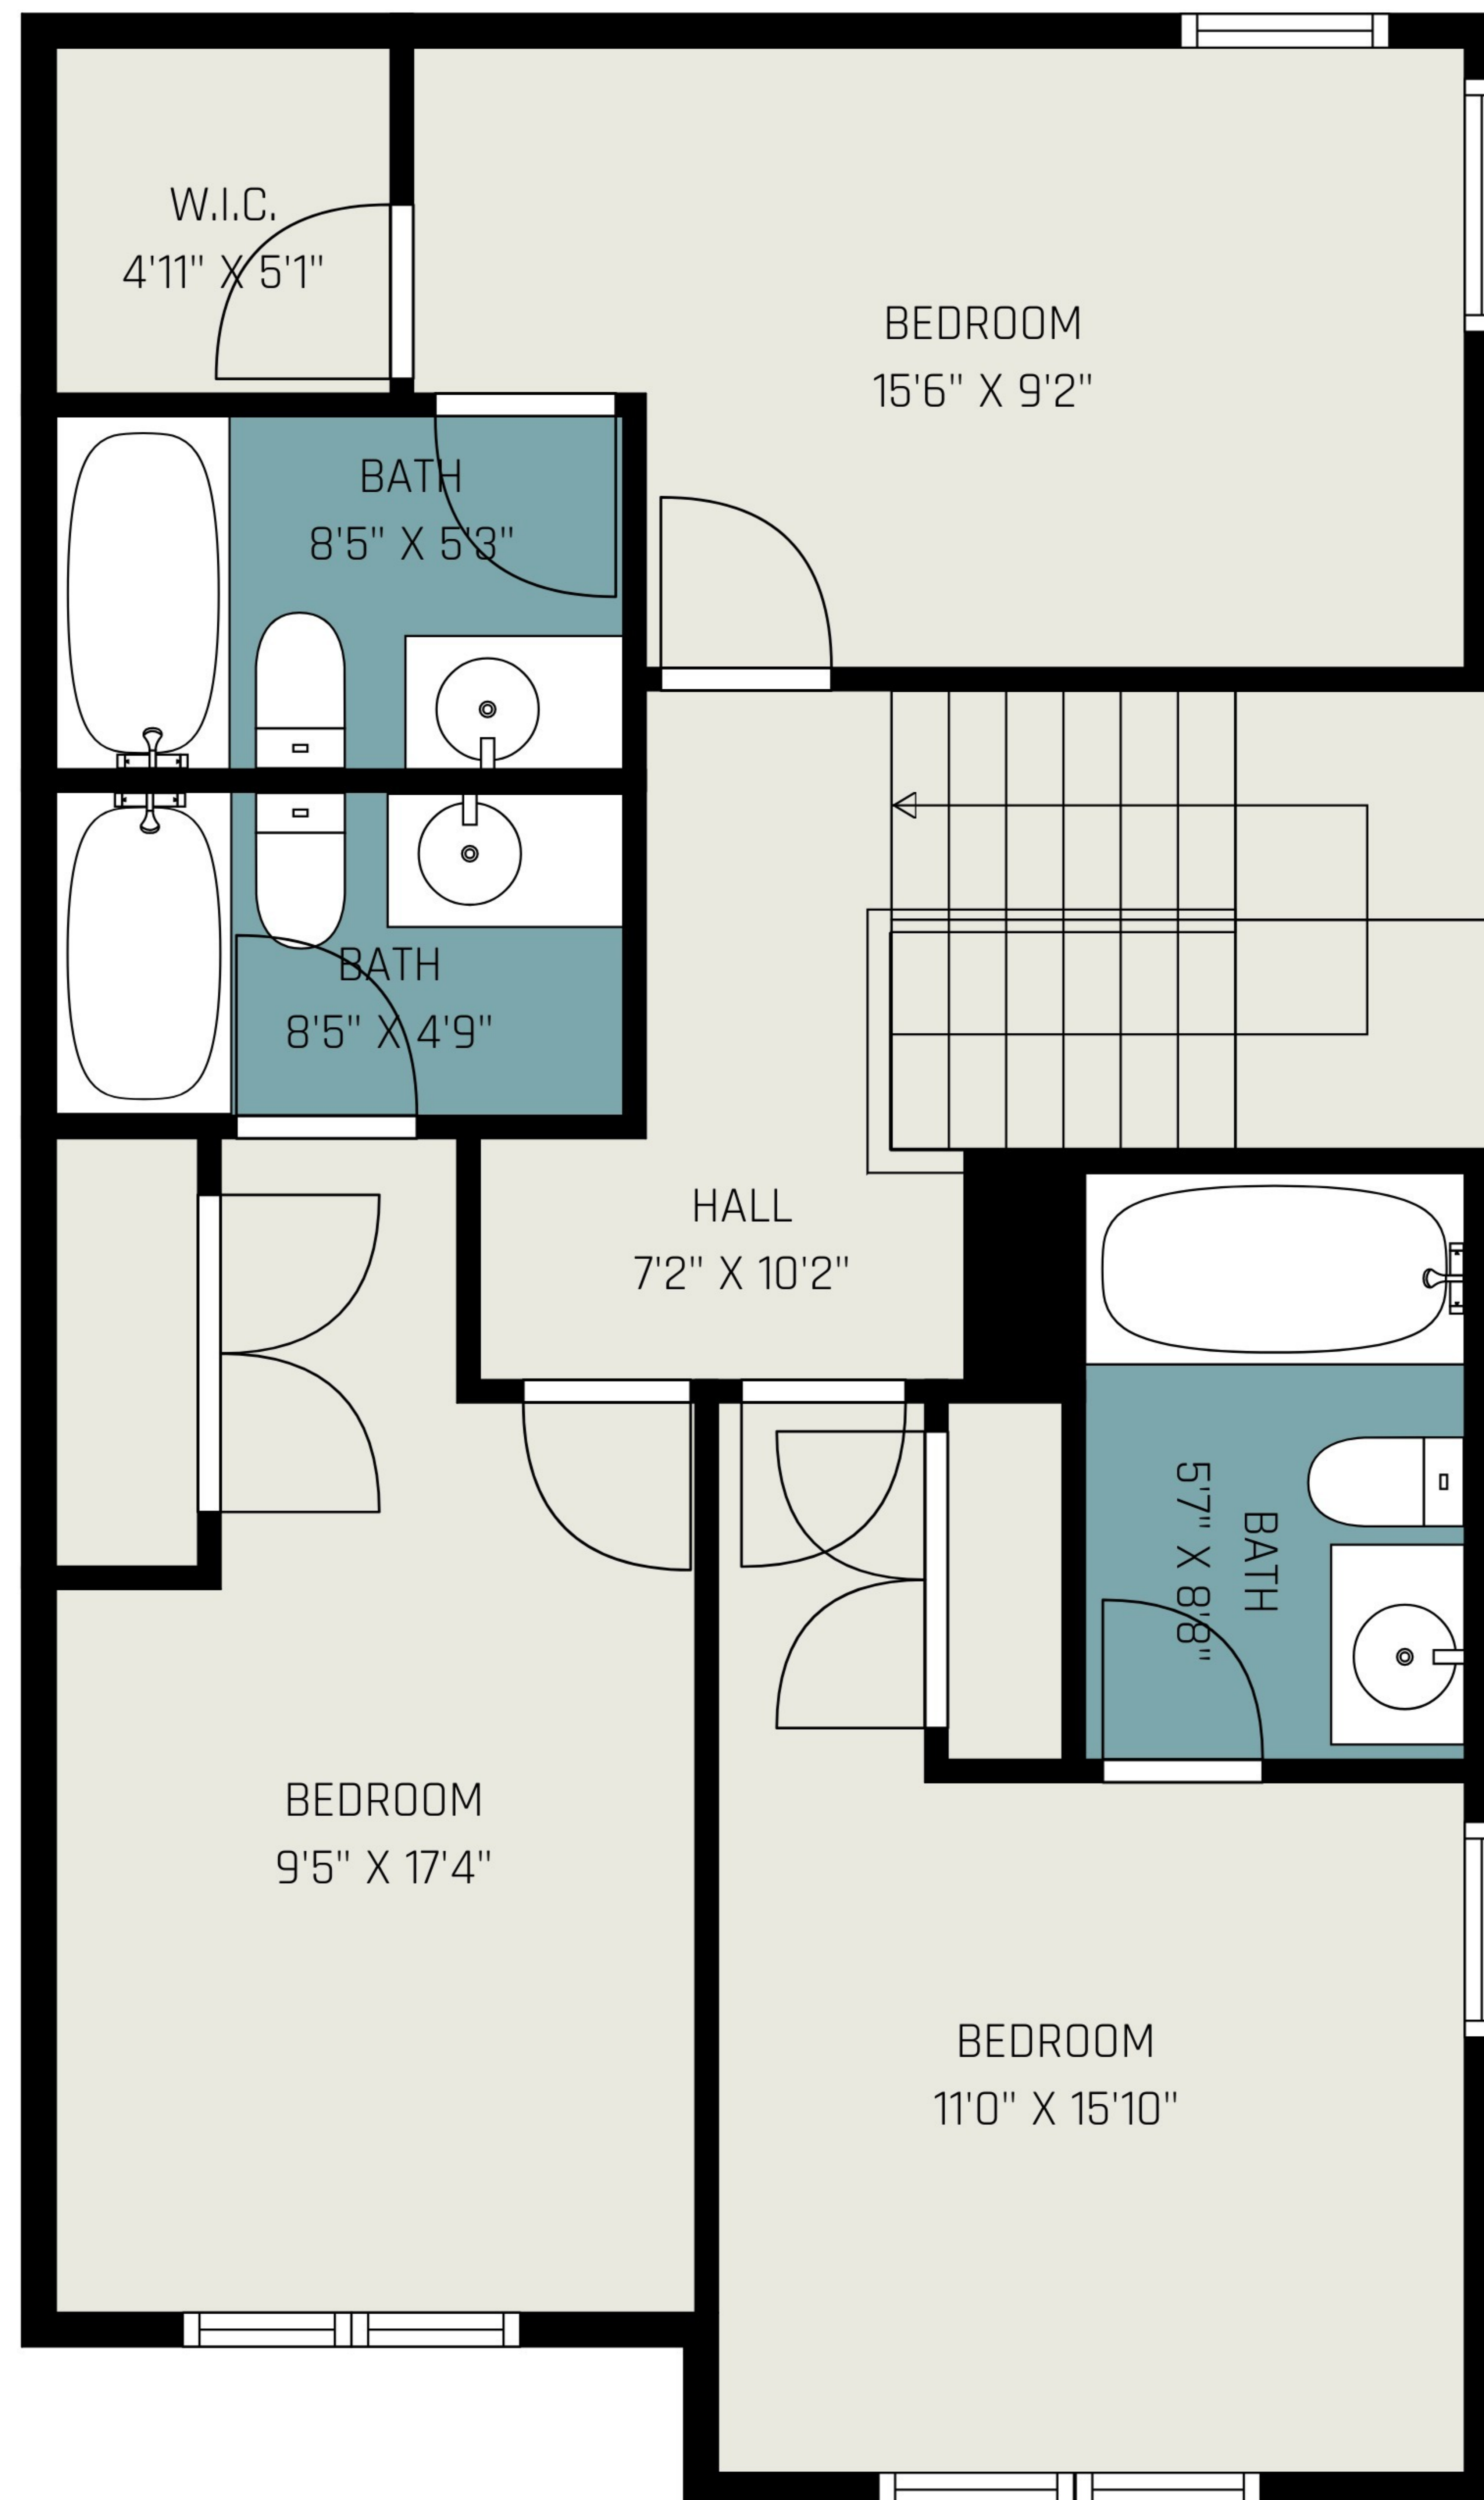 W.I.C.
4'11" X 5'1"
BEDROOM
15'6" X 9'2"
BATH
8'5" X 5'3"
BATH
8'5" X 4'9"
HALL
7'2" X 10'2"
BATH
5'7" X 8'8"
BEDROOM
9'5" X 17'4"
BEDROOM
11'0" X 15'10"